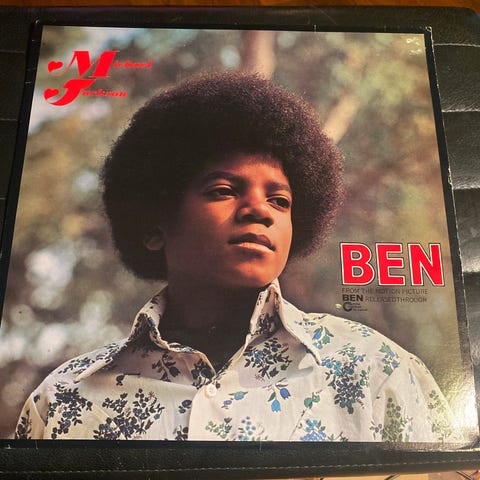 Michael
Jackson
BEN
FROM THE MOTION PICTURE
BEN RELEASED THROUGH